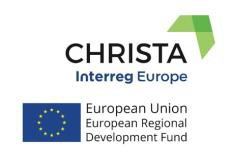 CHRISTA
Interreg Europe
European Union
European Regional
Development Fund